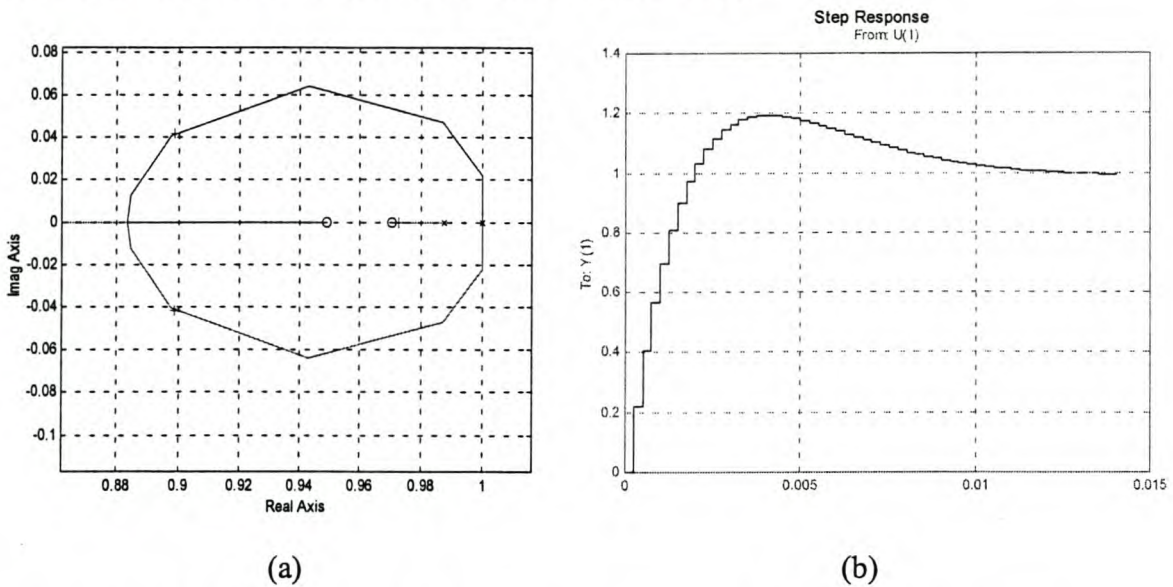 0.08
0.06
0.04
0.02
0
-0.02
-0.04
-0.06
-0.08
-0.1
Imag Axis
0.88 0.9 0.92 0.94 0.96 0.98 1
Real Axis
(a)
Step Response
From: U(1)
1.4
1.2
1
0.8
0.6
0.4
0.2
0
To: Y(1)
0 0.005 0.01 0.015
(b)